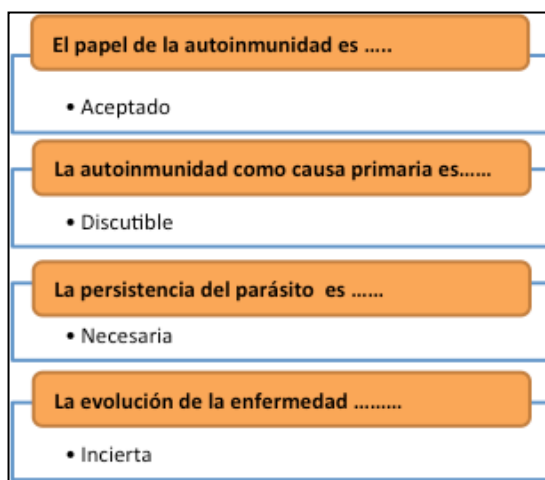 El papel de la autoinmunidad es …..
• Aceptado
La autoinmunidad como causa primaria es……
• Discutible
La persistencia del parásito es ……
• Necesaria
La evolución de la enfermedad ………
• Incierta